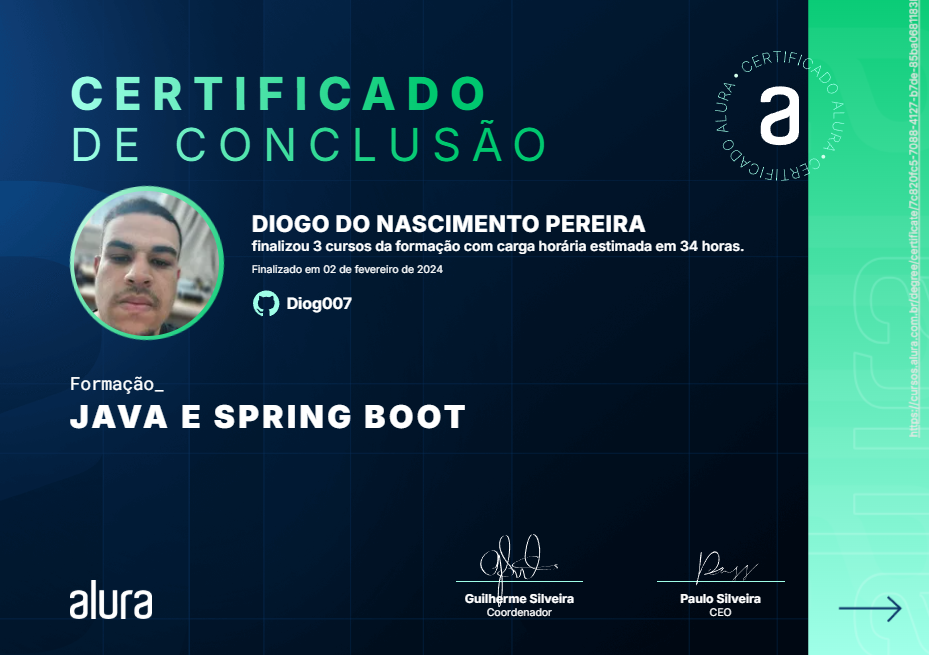 CERTIFICADO
DE CONCLUSÃO
CERTIFICADO ALURA • CERTIFICADO ALURA •
a
DIOGO DO NASCIMENTO PEREIRA
finalizou 3 cursos da formação com carga horária estimada em 34 horas.
Finalizado em 02 de fevereiro de 2024
Diog007
Formação_
JAVA E SPRING BOOT
alura
Guilherme Silveira
Coordenador
Paulo Silveira
CEO
https://cursos.alura.com.br/degree/certificate/7c820fc5-7088-4127-b7de-85ba0681183